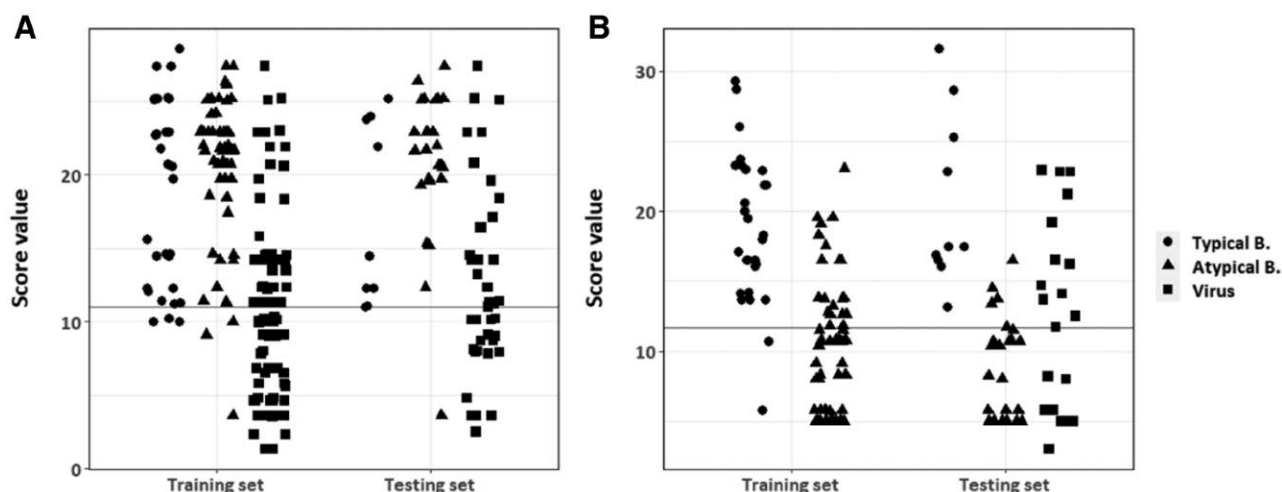 A
B
Score value
20
10
0
Training set
Testing set
Score value
30
20
10
Training set
Testing set
Typical B.
Atypical B.
Virus